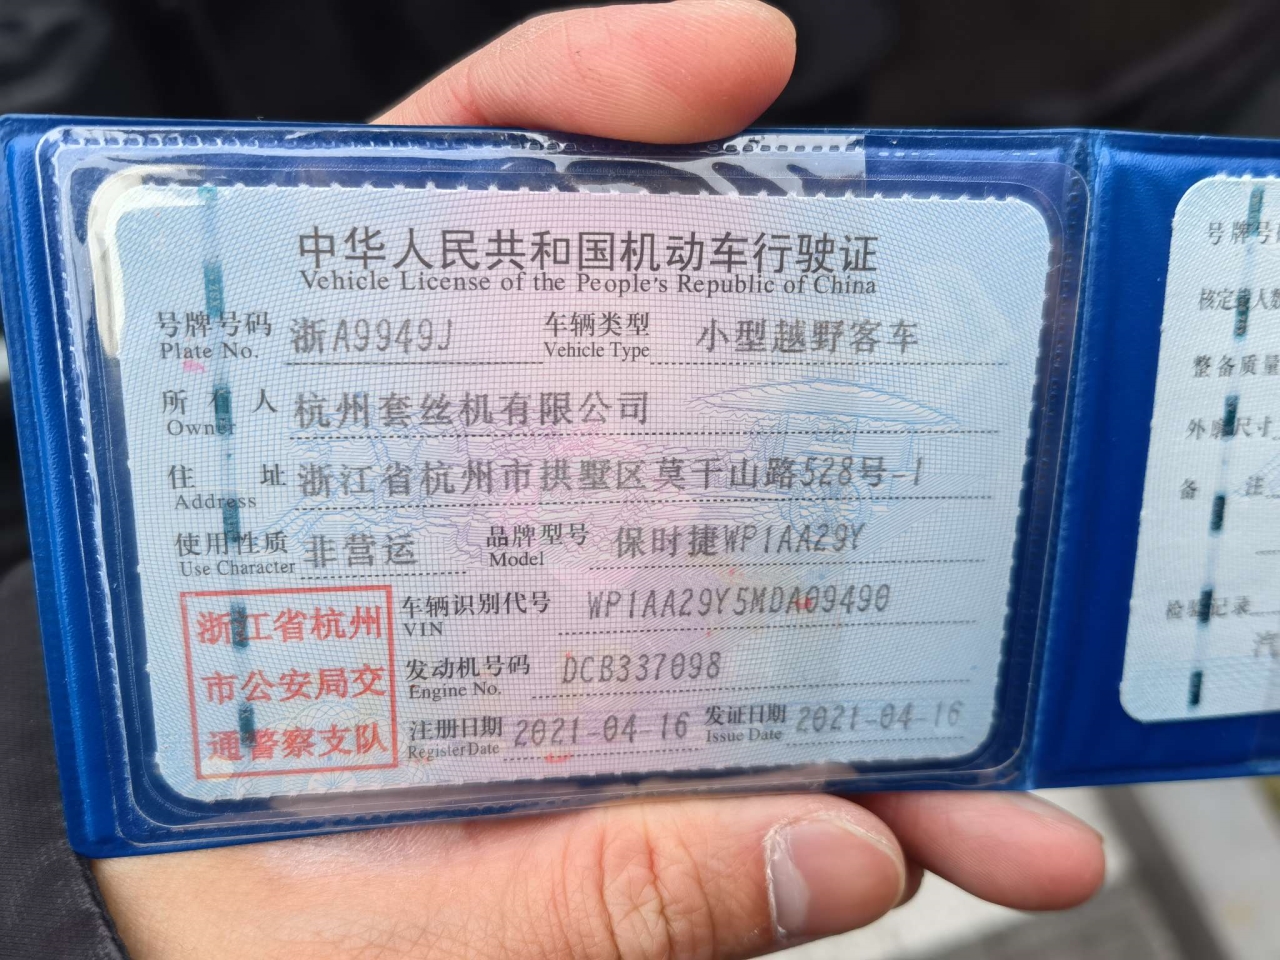 中华人民共和国机动车行驶证
Vehicle License of the People's Republic of China
号牌号码 浙A9949J 车辆类型 小型越野客车
Plate No. Vehicle Type
所有人 杭州套丝机有限公司
Owner
住址 浙江省杭州市拱墅区莫干山路528号-1
Address
使用性质 非营运 品牌型号 保时捷WP1AA29Y
Use Character Model
浙江省杭州
市公安局交
通警察支队
车辆识别代号 WP1AA29Y5MDA09490
VIN
发动机号码 DCB337098
Engine No.
注册日期 2021-04-16 发证日期 2021-04-16
Register Date Issue Date
号牌号
核定载人数
整备质量
外廓尺寸
备注
检验记录